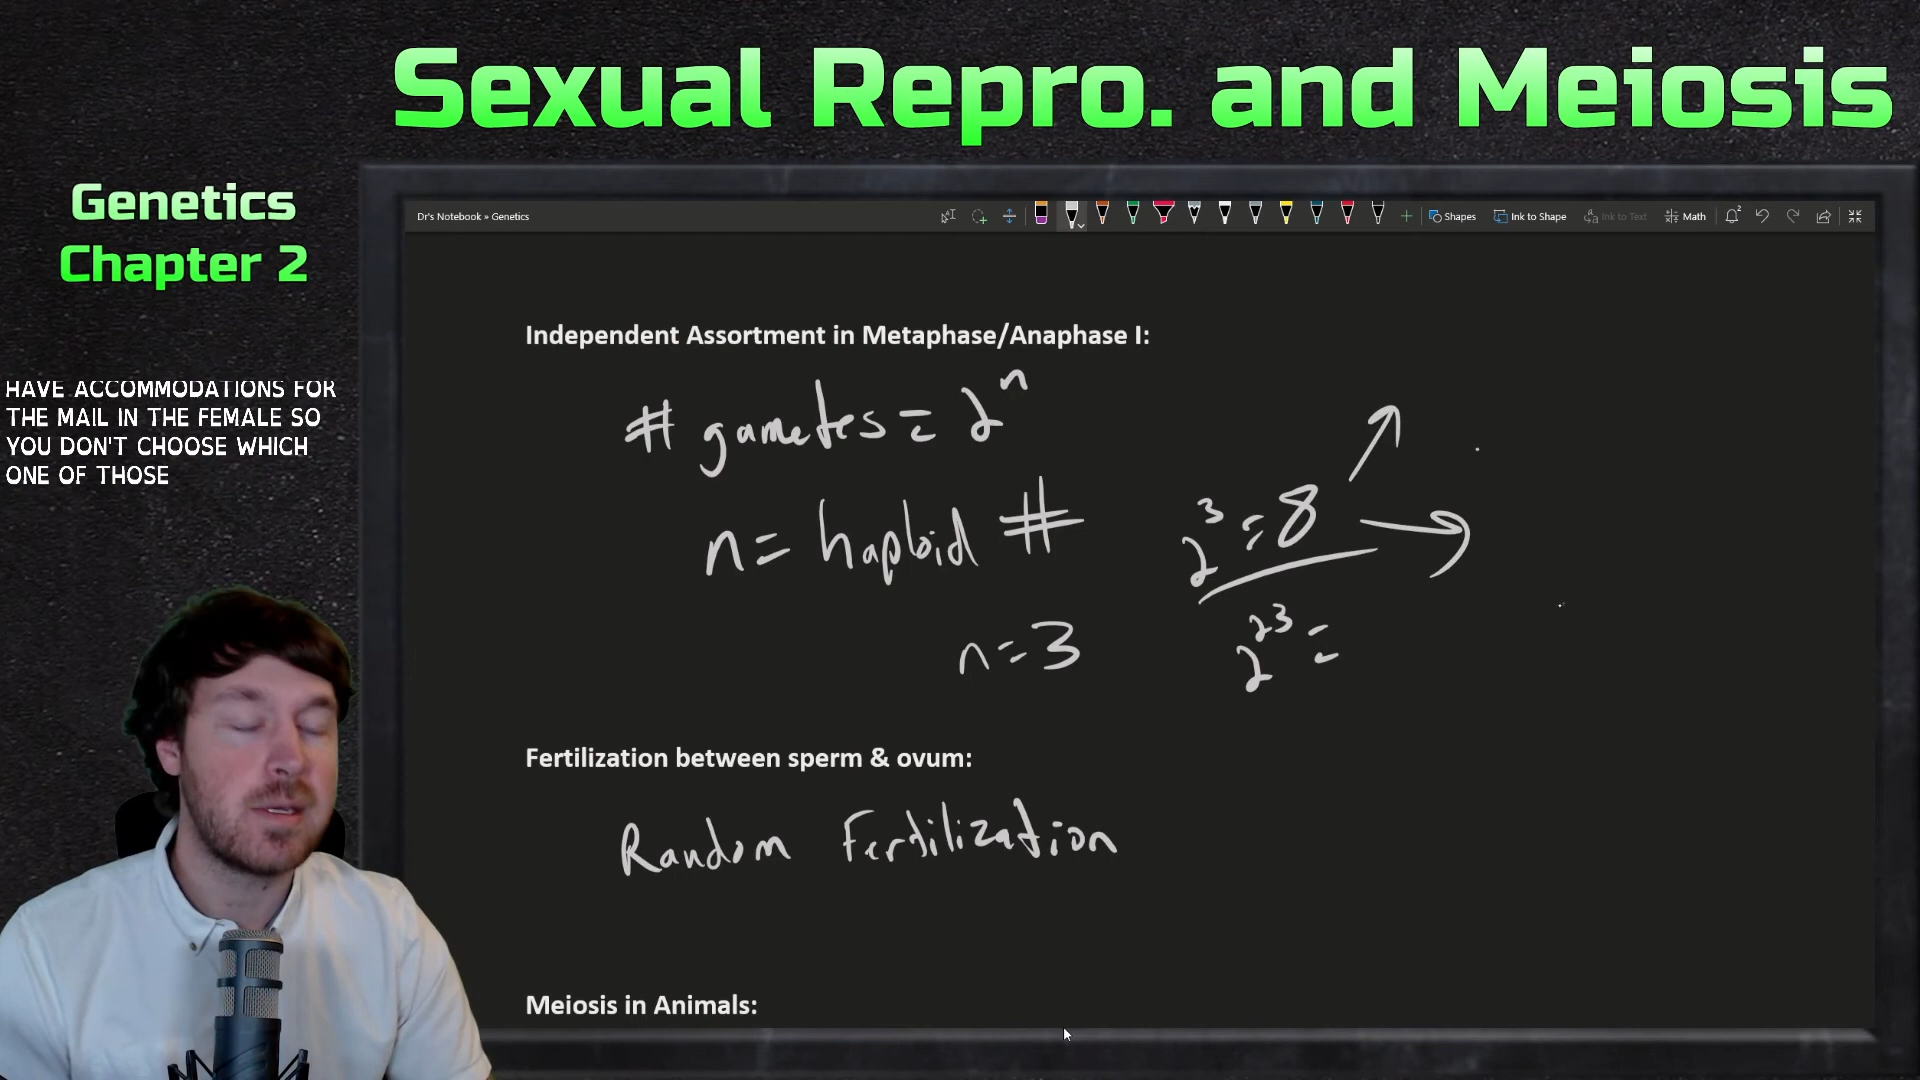 Sexual Repro. and Meiosis
Genetics
Chapter 2
HAVE ACCOMMODATIONS FOR
THE MAIL IN THE FEMALE SO
YOU DON'T CHOOSE WHICH
ONE OF THOSE
Dr's Notebook » Genetics
Shapes
Ink to Shape
Ink to Text
Math
2
Independent Assortment in Metaphase/Anaphase I:
# gametes = 2^n
n = haploid #
2^3 = 8
n = 3
2^23 =
Fertilization between sperm & ovum:
Random Fertilization
Meiosis in Animals: